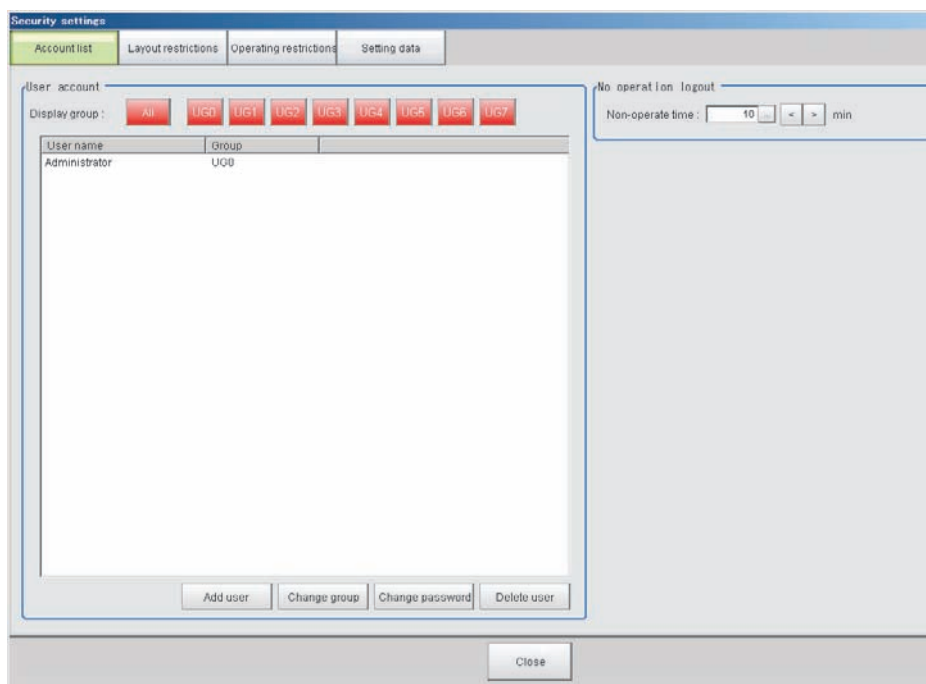 Security settings
Account list Layout restrictions Operating restrictions Setting data
User account
Display group : All UG0 UG1 UG2 UG3 UG4 UG5 UG6 UG7
User name Group
Administrator UG0
Add user Change group Change password Delete user
No operation logout
Non-operate time : 10 ... < > min
Close